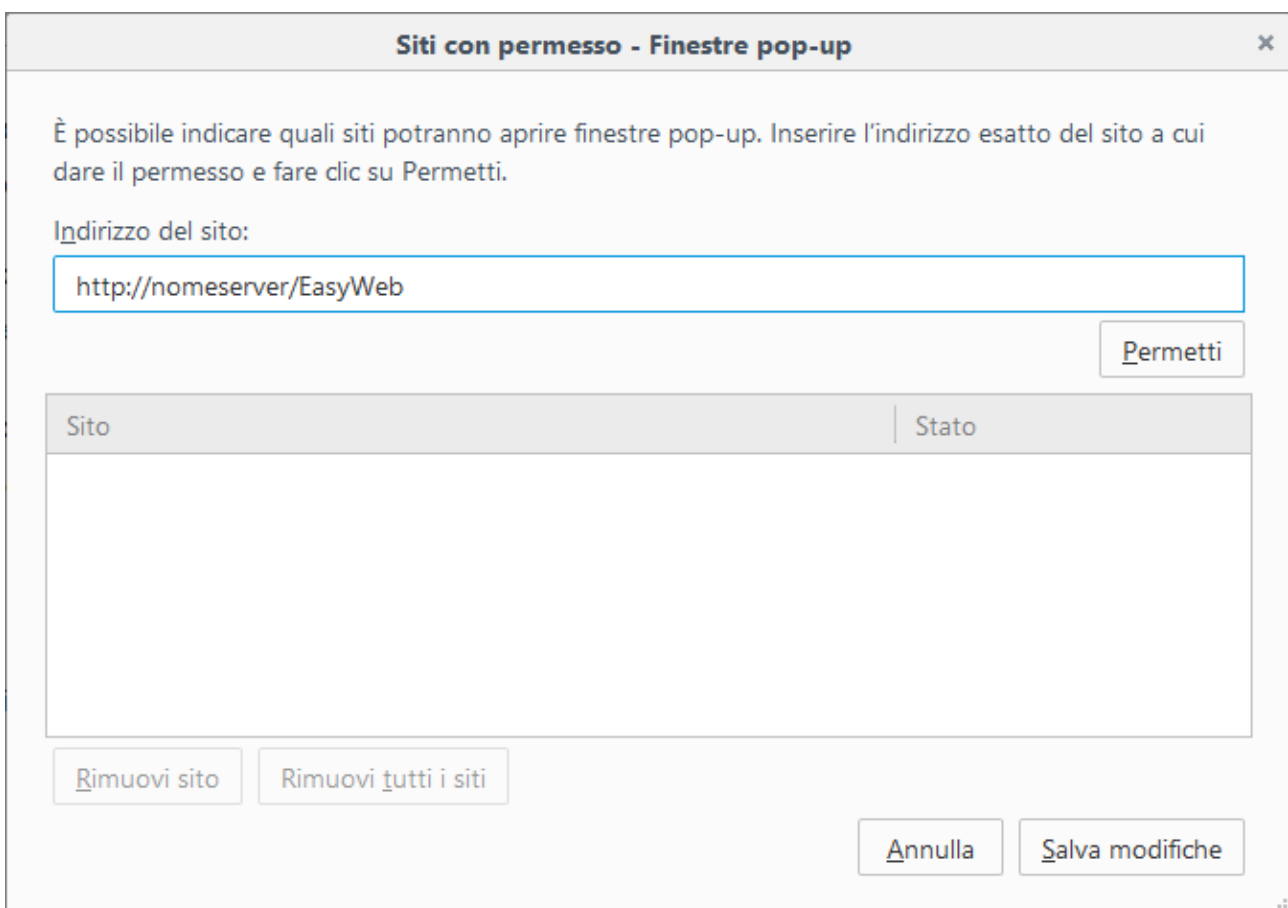 Siti con permesso - Finestre pop-up
È possibile indicare quali siti potranno aprire finestre pop-up. Inserire l'indirizzo esatto del sito a cui
dare il permesso e fare clic su Permetti.
Indirizzo del sito:
http://nomeserver/EasyWeb
Permetti
Sito Stato
Rimuovi sito Rimuovi tutti i siti
Annulla Salva modifiche